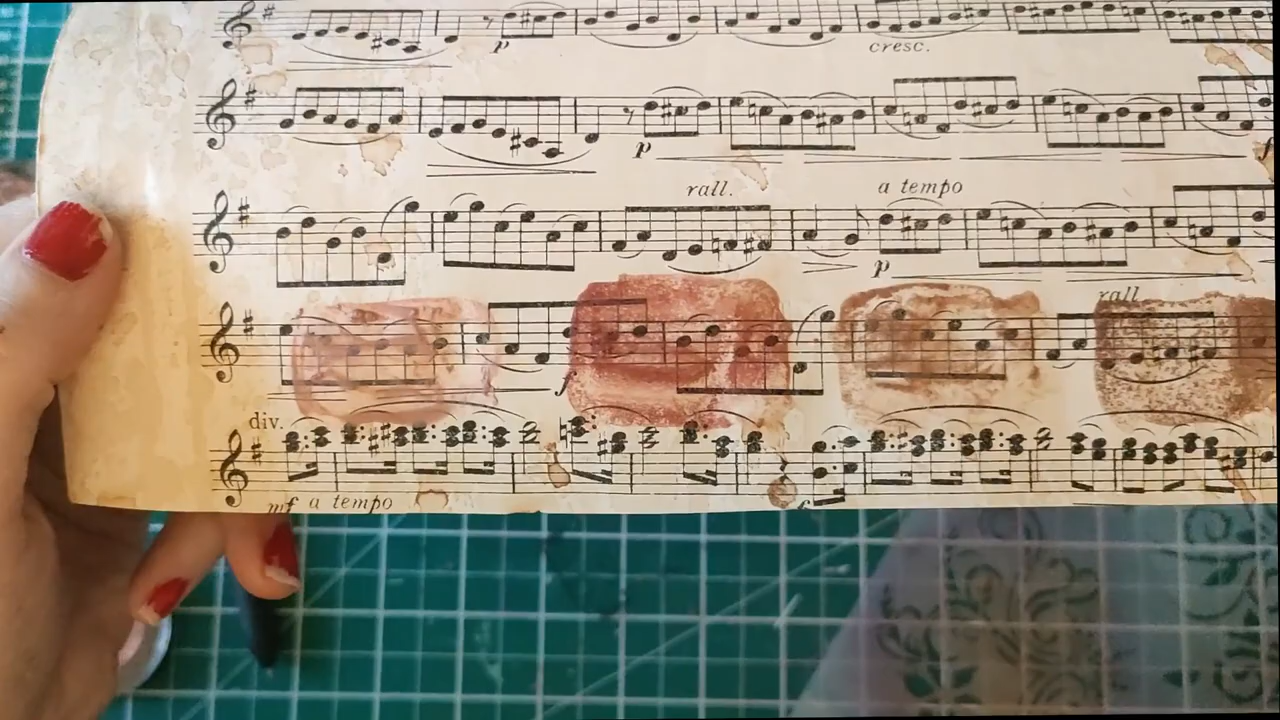 p cresc.
p f
rall. a tempo
p
rall.
f
div.
mf a tempo f